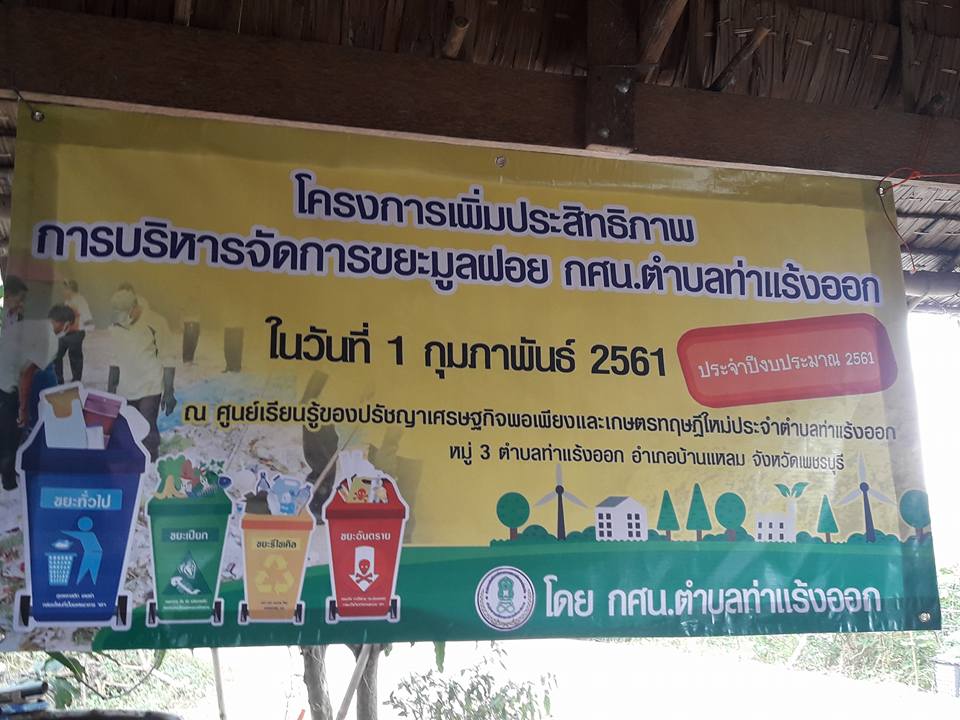 โครงการเพิ่มประสิทธิภาพ
การบริหารจัดการขยะมูลฝอย กศน.ตำบลท่าแร้งออก
ในวันที่ 1 กุมภาพันธ์ 2561
ประจำปีงบประมาณ 2561
ณ ศูนย์เรียนรู้ของปรัชญาเศรษฐกิจพอเพียงและเกษตรทฤษฎีใหม่ประจำตำบลท่าแร้งออก
หมู่ 3 ตำบลท่าแร้งออก อำเภอบ้านแหลม จังหวัดเพชรบุรี
ขยะทั่วไป
ขยะเปียก
ขยะรีไซเคิล
ขยะอันตราย
โดย กศน.ตำบลท่าแร้งออก